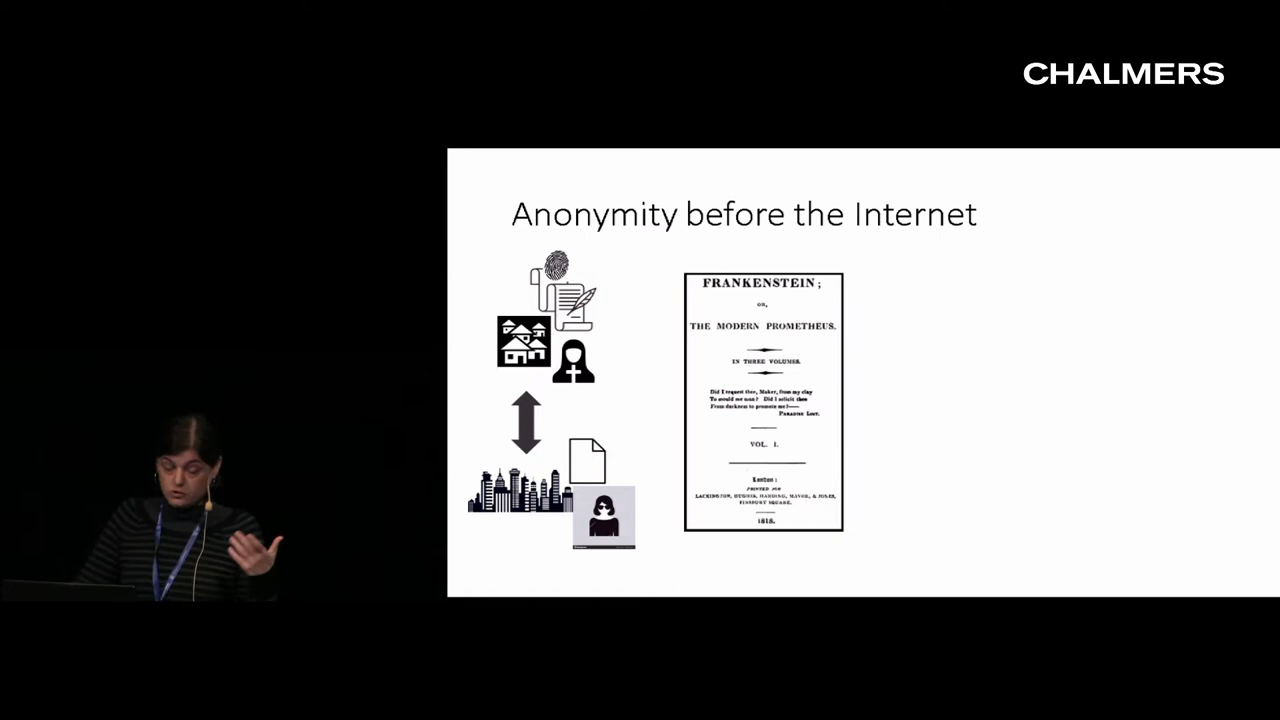 CHALMERS
Anonymity before the Internet
FRANKENSTEIN;
OR,
THE MODERN PROMETHEUS.
IN THREE VOLUMES.
Did I request thee, Maker, from my clay
To mould me man? Did I solicit thee
From darkness to promote me?——
PARADISE LOST.
VOL. I.
London:
PRINTED FOR
LACKINGTON, HUGHES, HARDING, MAVOR, & JONES,
FINSBURY SQUARE.
1818.